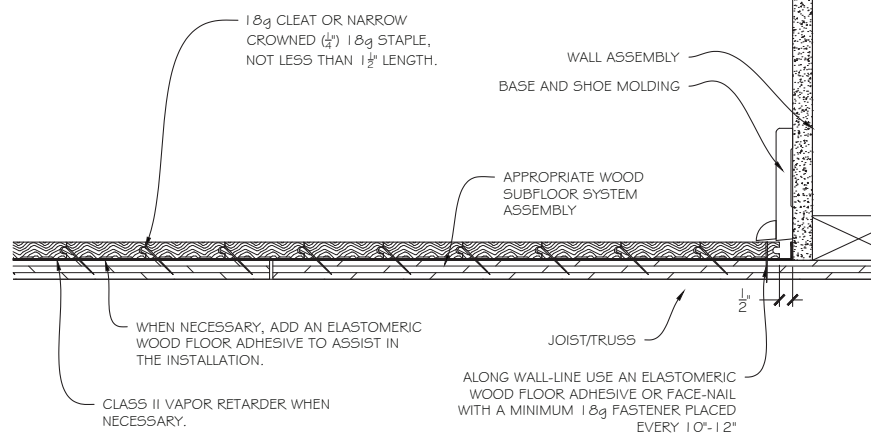 18g CLEAT OR NARROW
CROWNED (1/4") 18g STAPLE,
NOT LESS THAN 1 1/2" LENGTH.
WALL ASSEMBLY
BASE AND SHOE MOLDING
APPROPRIATE WOOD
SUBFLOOR SYSTEM
ASSEMBLY
1/2"
WHEN NECESSARY, ADD AN ELASTOMERIC
WOOD FLOOR ADHESIVE TO ASSIST IN
THE INSTALLATION.
JOIST/TRUSS
ALONG WALL-LINE USE AN ELASTOMERIC
WOOD FLOOR ADHESIVE OR FACE-NAIL
WITH A MINIMUM 18g FASTENER PLACED
EVERY 10"-12"
CLASS II VAPOR RETARDER WHEN
NECESSARY.